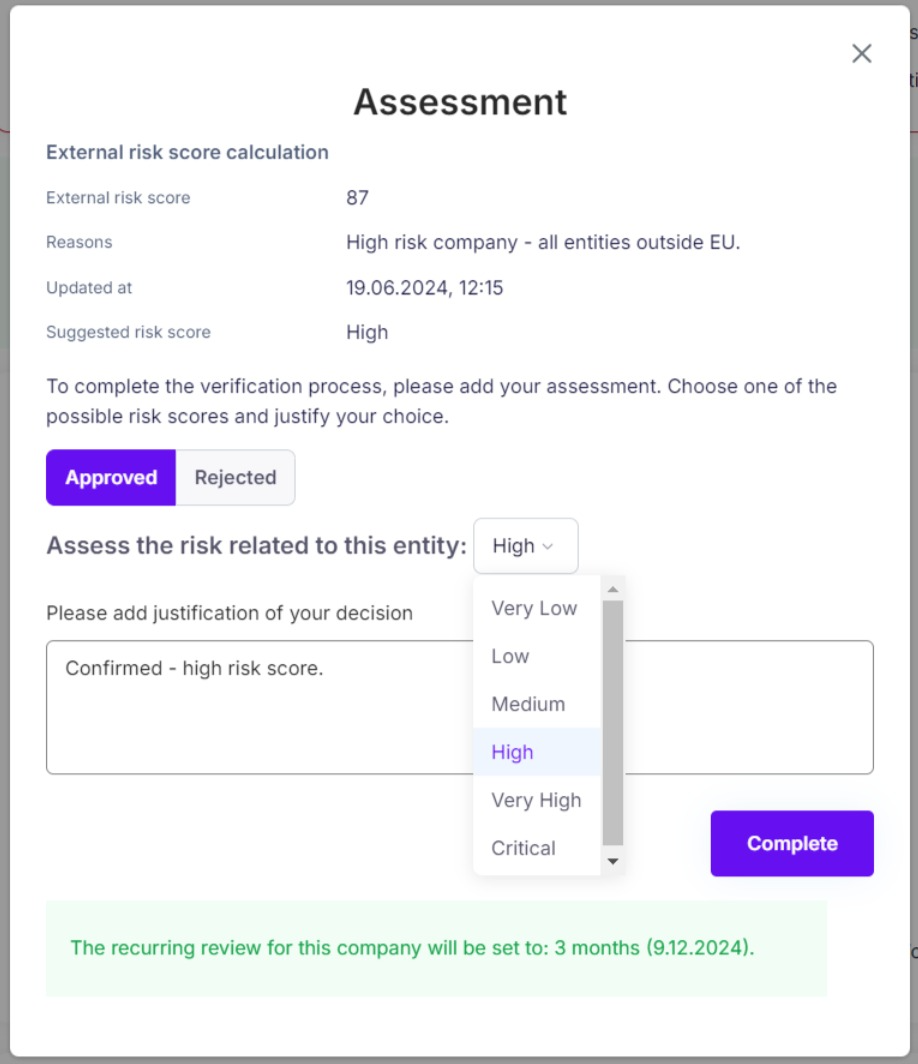 Assessment
External risk score calculation
External risk score 87
Reasons High risk company - all entities outside EU.
Updated at 19.06.2024, 12:15
Suggested risk score High
To complete the verification process, please add your assessment. Choose one of the
possible risk scores and justify your choice.
Approved Rejected
Assess the risk related to this entity: High
Very Low
Low
Medium
High
Very High
Critical
Please add justification of your decision
Confirmed - high risk score.
Complete
The recurring review for this company will be set to: 3 months (9.12.2024).